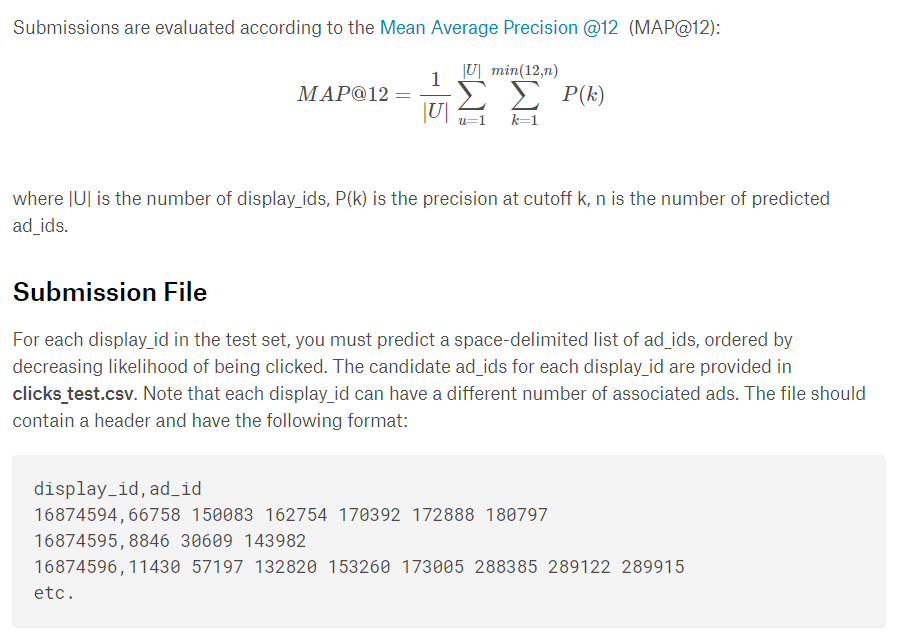 Submissions are evaluated according to the Mean Average Precision @12 (MAP@12):
MAP@12 = \frac{1}{|U|} \sum_{u=1}^{|U|} \sum_{k=1}^{min(12,n)} P(k)
where |U| is the number of display_ids, P(k) is the precision at cutoff k, n is the number of predicted
ad_ids.
Submission File
For each display_id in the test set, you must predict a space-delimited list of ad_ids, ordered by
decreasing likelihood of being clicked. The candidate ad_ids for each display_id are provided in
clicks_test.csv. Note that each display_id can have a different number of associated ads. The file should
contain a header and have the following format:
display_id,ad_id
16874594,66758 150083 162754 170392 172888 180797
16874595,8846 30609 143982
16874596,11430 57197 132820 153260 173005 288385 289122 289915
etc.